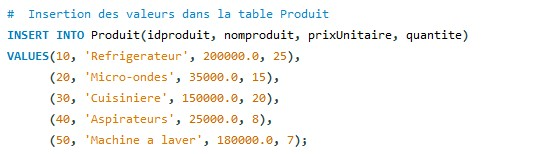 #  Insertion des valeurs dans la table Produit
INSERT INTO Produit(idproduit, nomproduit, prixUnitaire, quantite)
VALUES(10, 'Refrigerateur', 200000.0, 25),
      (20, 'Micro-ondes', 35000.0, 15),
      (30, 'Cuisiniere', 150000.0, 20),
      (40, 'Aspirateurs', 25000.0, 8),
      (50, 'Machine a laver', 180000.0, 7);